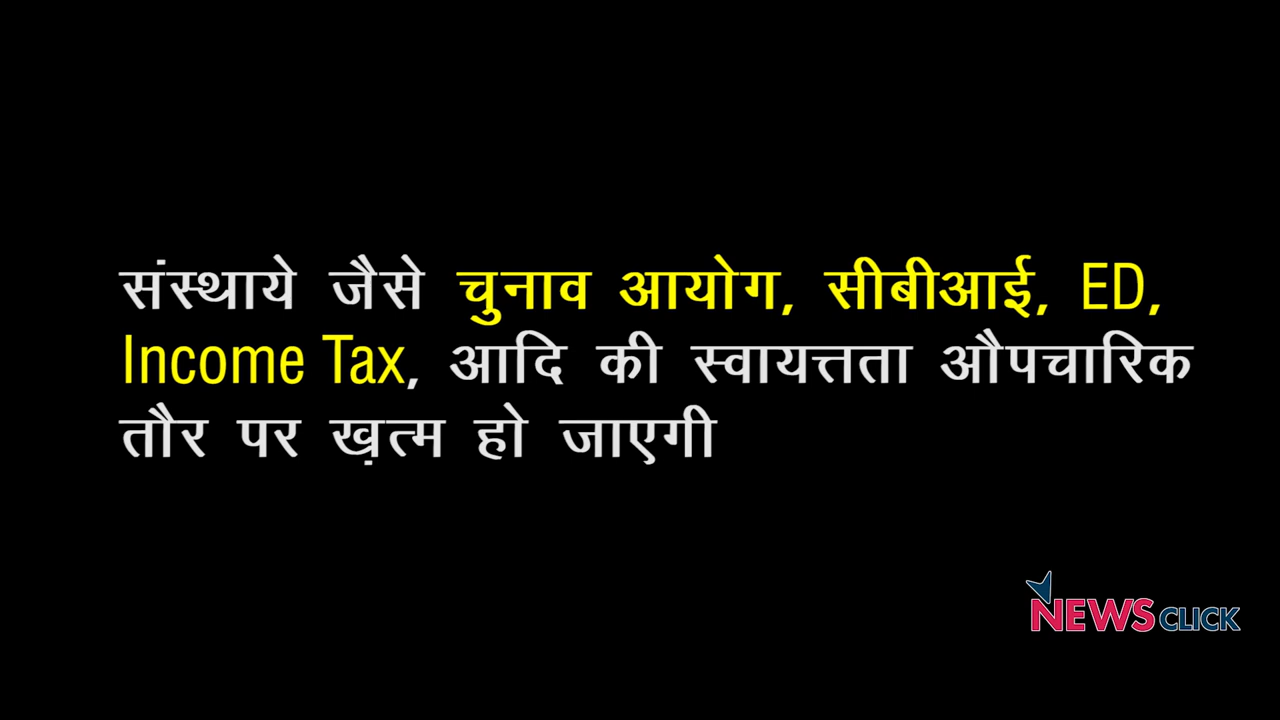 संस्थाये जैसे चुनाव आयोग, सीबीआई, ED,
Income Tax, आदि की स्वायत्तता औपचारिक
तौर पर ख़त्म हो जाएगी
NEWSCLICK